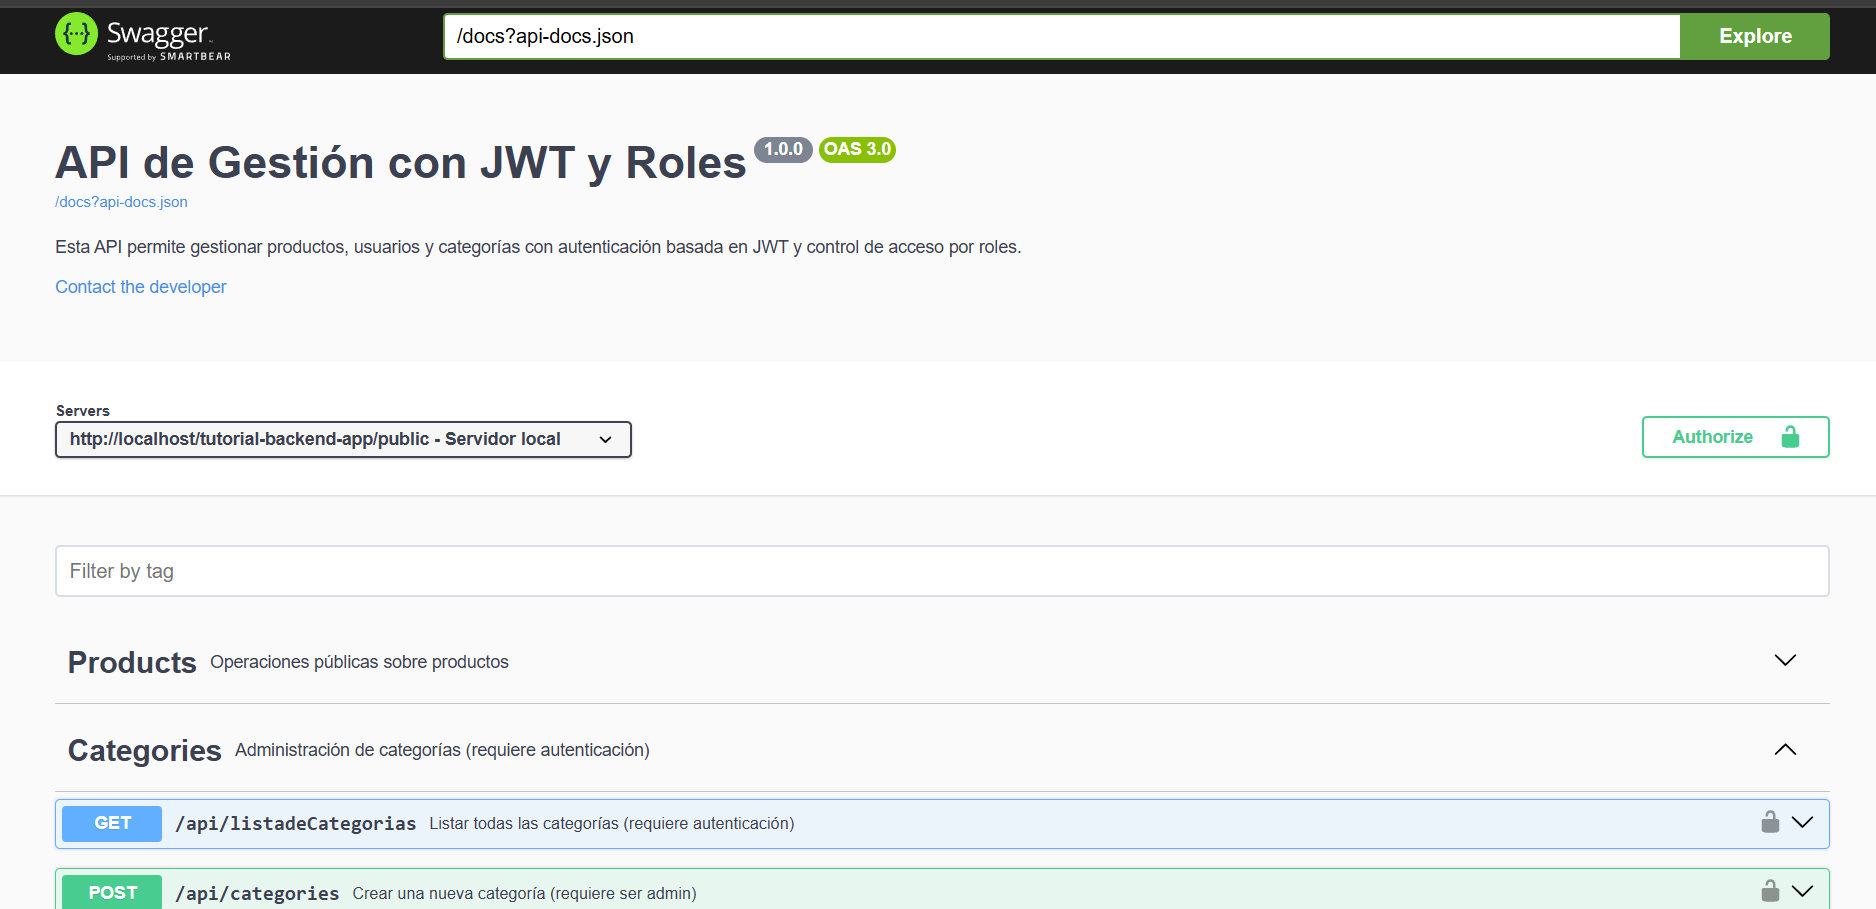 Swagger
Supported by SMARTBEAR
/docs?api-docs.json
Explore
API de Gestión con JWT y Roles 1.0.0 OAS 3.0
/docs?api-docs.json
Esta API permite gestionar productos, usuarios y categorías con autenticación basada en JWT y control de acceso por roles.
Contact the developer
Servers
http://localhost/tutorial-backend-app/public - Servidor local
Authorize
Filter by tag
Products Operaciones públicas sobre productos
Categories Administración de categorías (requiere autenticación)
GET /api/listadeCategorias Listar todas las categorías (requiere autenticación)
POST /api/categories Crear una nueva categoría (requiere ser admin)